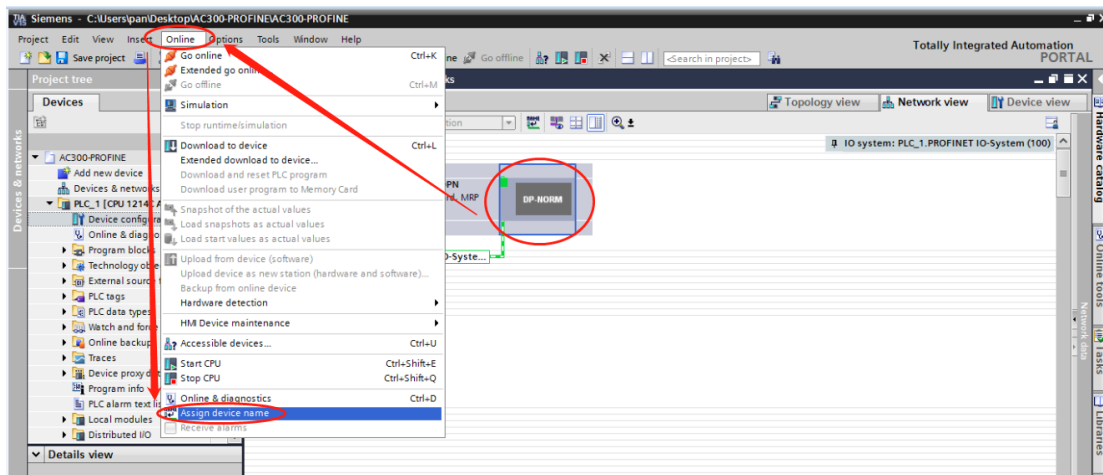 Siemens - C:\Users\pan\Desktop\AC300-PROFINE\AC300-PROFINE
Project Edit View Insert Online Options Tools Window Help
Totally Integrated Automation
PORTAL
Save project
Go offline
<Search in project>
Go online Ctrl+K
Extended go online
Go offline Ctrl+M
Simulation
Stop runtime/simulation
Download to device Ctrl+L
Extended download to device...
Download and reset PLC program
Download user program to Memory Card
Snapshot of the actual values
Load snapshots as actual values
Load start values as actual values
Upload from device (software)
Upload device as new station (hardware and software)...
Backup from online device
Hardware detection
HMI Device maintenance
Accessible devices... Ctrl+U
Start CPU Ctrl+Shift+E
Stop CPU Ctrl+Shift+Q
Online & diagnostics Ctrl+D
Assign device name
Receive alarms
Project tree
Devices
AC300-PROFINE
Add new device
Devices & networks
PLC_1 [CPU 1214C
Device configura
Online & diagno
Program block
Technology obje
External source
PLC tags
PLC data types
Watch and force
Online backup
Traces
Device proxy dat
Program info
PLC alarm text lis
Local modules
Distributed I/O
Details view
Devices & networks
Topology view
Network view
Device view
IO system: PLC_1.PROFINET IO-System (100)
PN
MRP
DP-NORM
O-Syste...
Network data
Hardware catalog
Online tools
Tasks
Libraries